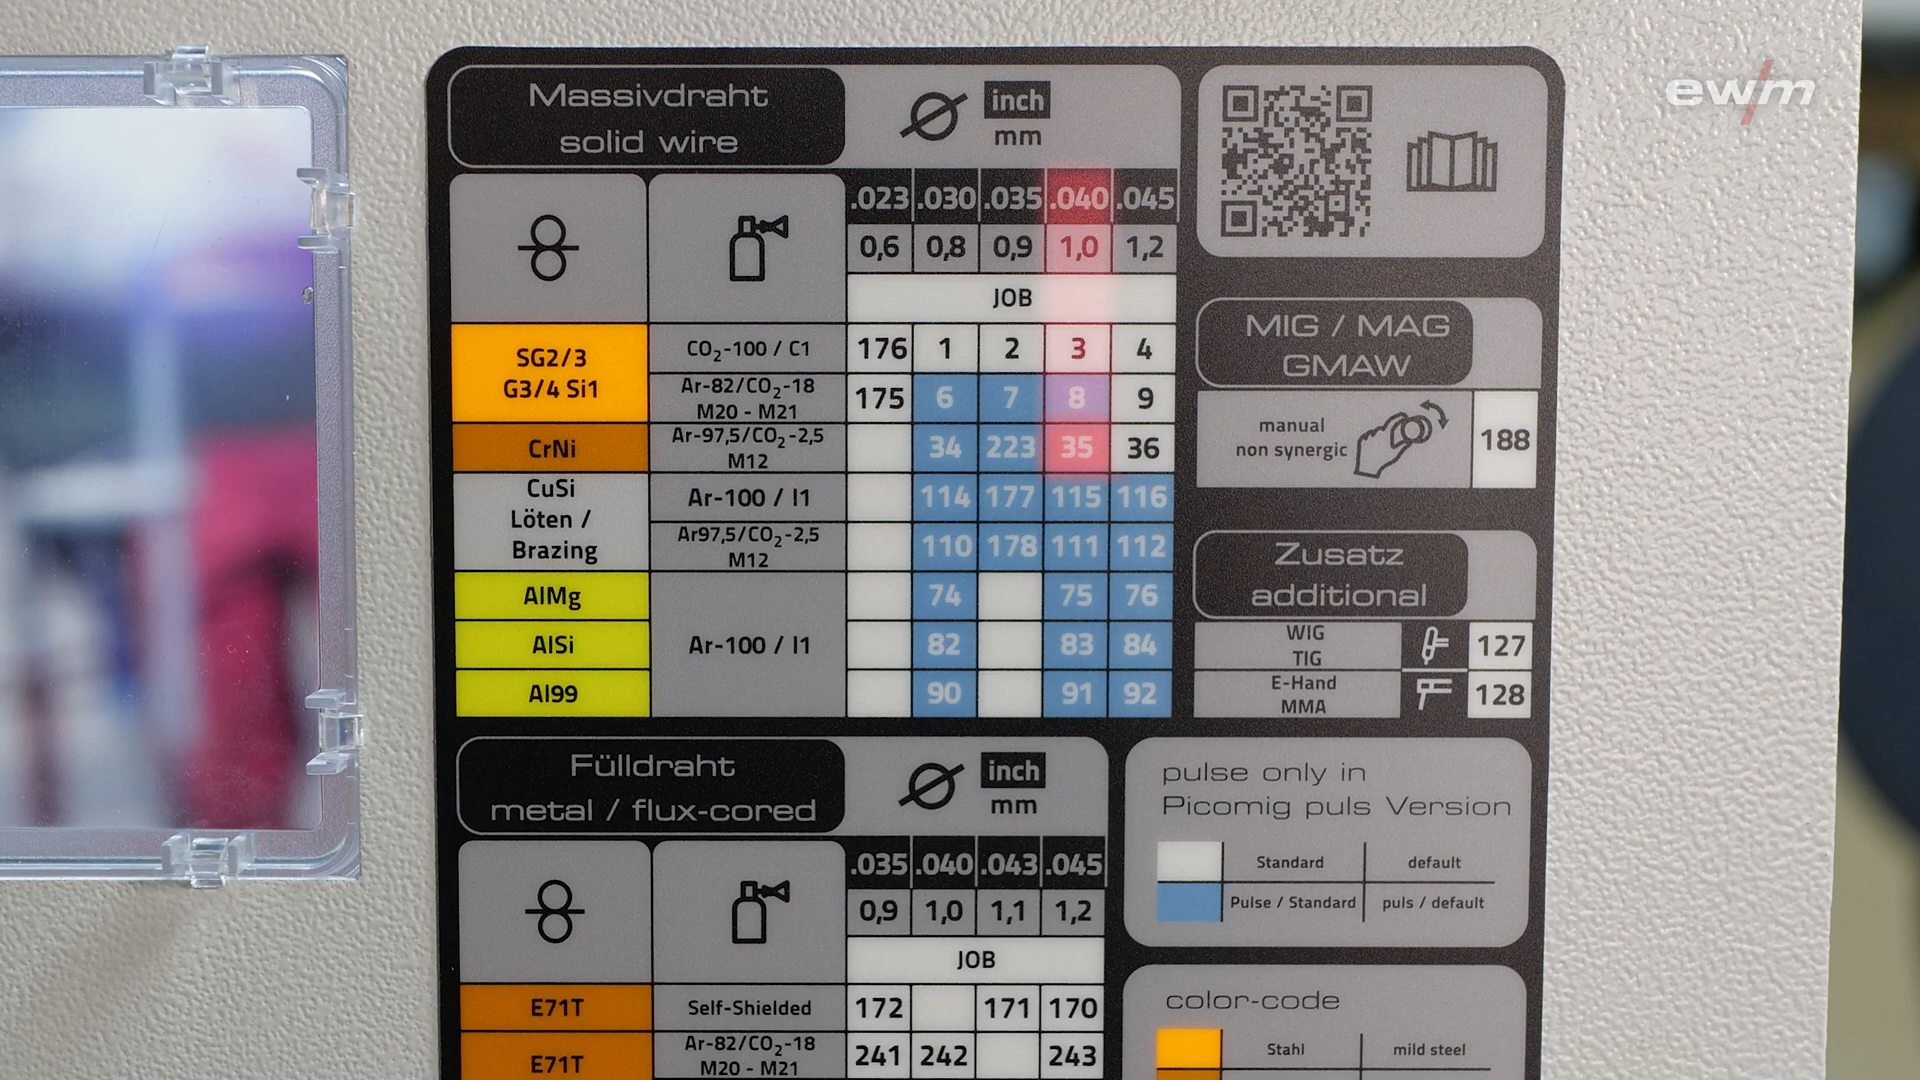 ewm
Massivdraht
solid wire
inch
mm
.023 .030 .035 .040 .045
0,6 0,8 0,9 1,0 1,2
JOB
SG2/3
G3/4 Si1
CO₂-100 / C1
176 1 2 3 4
Ar-82/CO₂-18
M20 - M21
175 6 7 8 9
CrNi
Ar-97,5/CO₂-2,5
M12
34 223 35 36
CuSi
Löten /
Brazing
Ar-100 / I1
114 177 115 116
Ar97,5/CO₂-2,5
M12
110 178 111 112
AlMg
74 75 76
AlSi
Ar-100 / I1
82 83 84
Al99
90 91 92
MIG / MAG
GMAW
manual
non synergic
188
Zusatz
additional
WIG
TIG
127
E-Hand
MMA
128
Fülldraht
metal / flux-cored
inch
mm
.035 .040 .043 .045
0,9 1,0 1,1 1,2
JOB
E71T
Self-Shielded
172 171 170
E71T
Ar-82/CO₂-18
M20 - M21
241 242 243
pulse only in
Picomig puls Version
Standard default
Pulse / Standard puls / default
color-code
Stahl mild steel